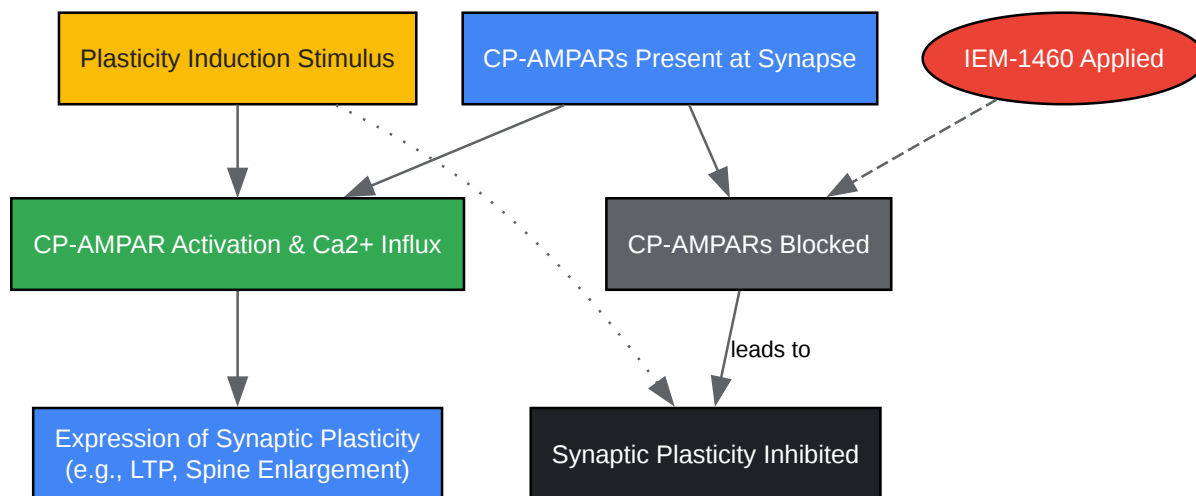 Plasticity Induction Stimulus
CP-AMPARs Present at Synapse
IEM-1460 Applied
CP-AMPAR Activation & Ca2+ Influx
CP-AMPARs Blocked
leads to
Expression of Synaptic Plasticity
(e.g., LTP, Spine Enlargement)
Synaptic Plasticity Inhibited